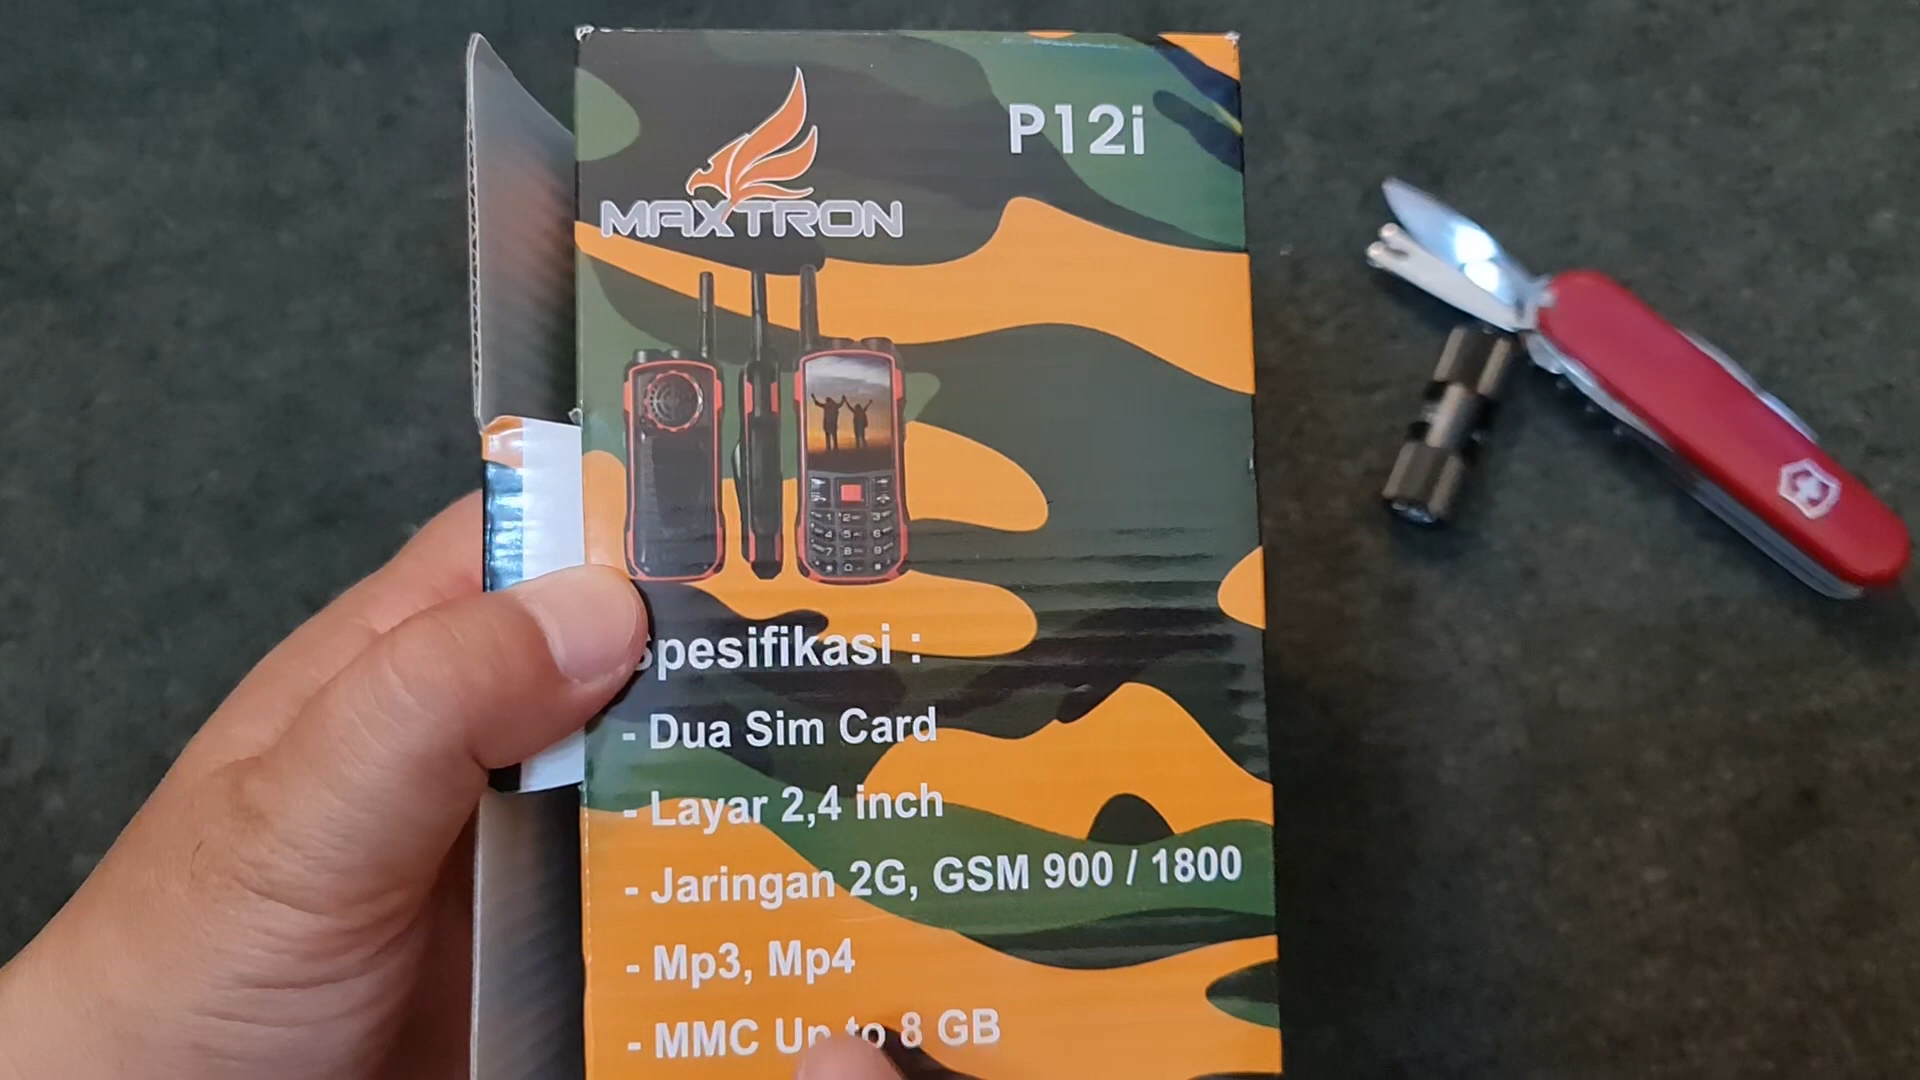 P12i
MAXTRON
Spesifikasi :
- Dua Sim Card
- Layar 2,4 inch
- Jaringan 2G, GSM 900 / 1800
- Mp3, Mp4
- MMC Up to 8 GB